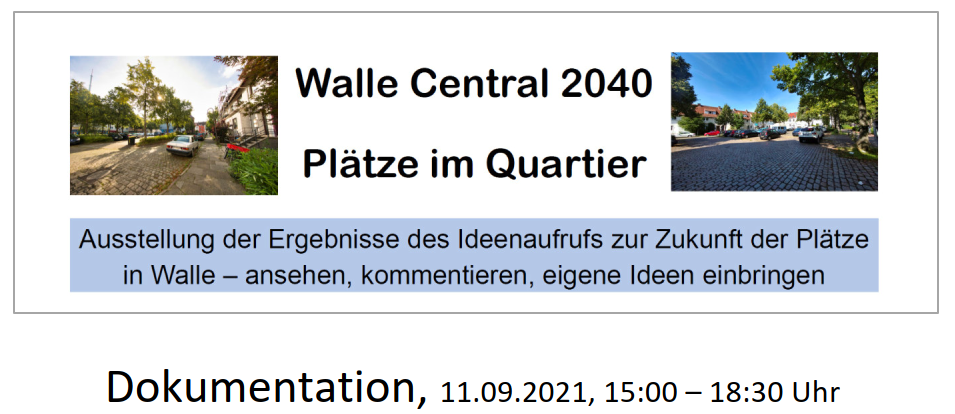 Walle Central 2040
Plätze im Quartier
Ausstellung der Ergebnisse des Ideenaufrufs zur Zukunft der Plätze
in Walle – ansehen, kommentieren, eigene Ideen einbringen
Dokumentation, 11.09.2021, 15:00 – 18:30 Uhr